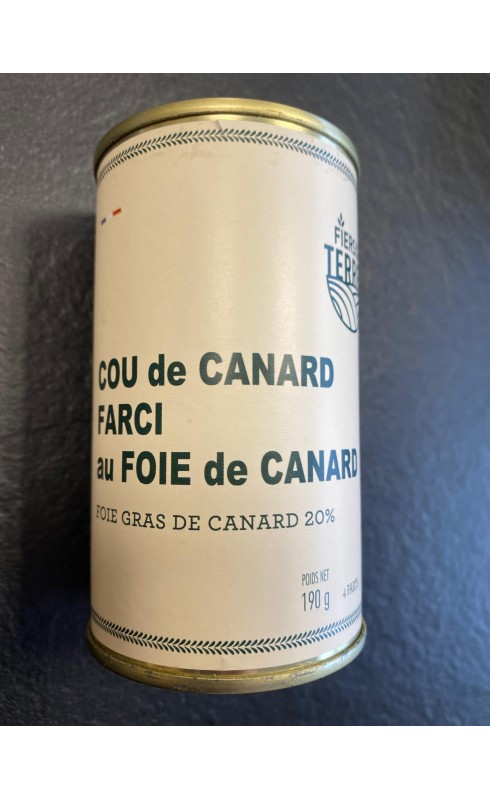 COU de CANARD
FARCI
au FOIE de CANARD
FOIE GRAS DE CANARD 20%
POIDS NET
190 g